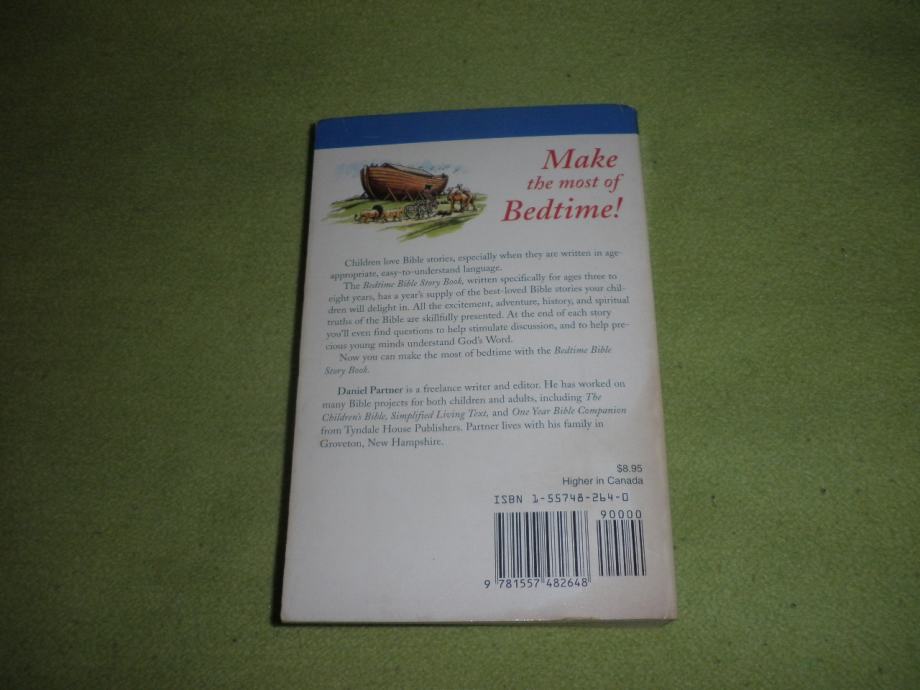 Make
the most of
Bedtime!
Children love Bible stories, especially when they are written in age-
appropriate, easy-to-understand language.
The Bedtime Bible Story Book, written specifically for ages three to
eight years, has a year's supply of the best-loved Bible stories your chil-
dren will delight in. All the excitement, adventure, history, and spiritual
truths of the Bible are skillfully presented. At the end of each story
you'll even find questions to help stimulate discussion, and to help pre-
cious young minds understand God's Word.
Now you can make the most of bedtime with the Bedtime Bible
Story Book.
Daniel Partner is a freelance writer and editor. He has worked on
many Bible projects for both children and adults, including The
Children's Bible, Simplified Living Text, and One Year Bible Companion
from Tyndale House Publishers. Partner lives with his family in
Groveton, New Hampshire.
$8.95
Higher in Canada
ISBN 1-55748-264-0
90000
9 781557 482648